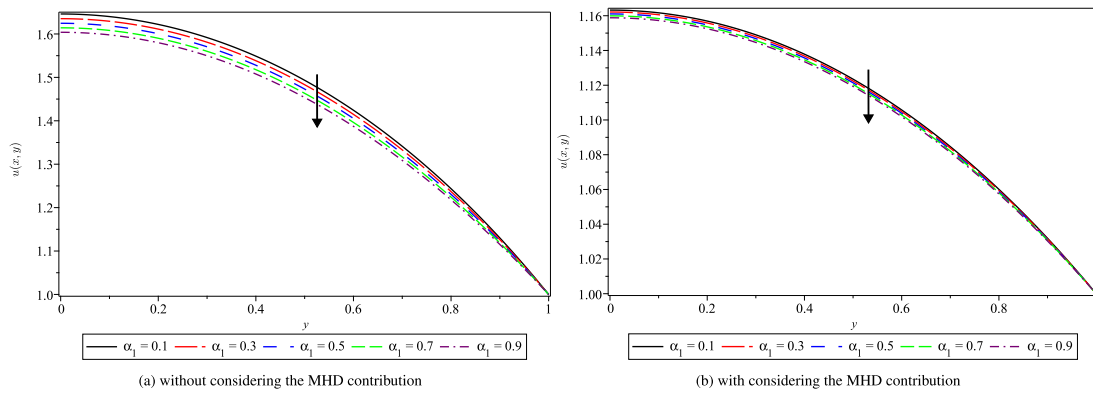 1.6
1.5
1.4
u(x, y)
1.3
1.2
1.1
1.0
0 0.2 0.4 0.6 0.8 1
y
α1 = 0.1 α1 = 0.3 α1 = 0.5 α1 = 0.7 α1 = 0.9
(a) without considering the MHD contribution
1.16
1.14
1.12
1.10
u(x, y)
1.08
1.06
1.04
1.02
1.00
0 0.2 0.4 0.6 0.8
y
α1 = 0.1 α1 = 0.3 α1 = 0.5 α1 = 0.7 α1 = 0.9
(b) with considering the MHD contribution